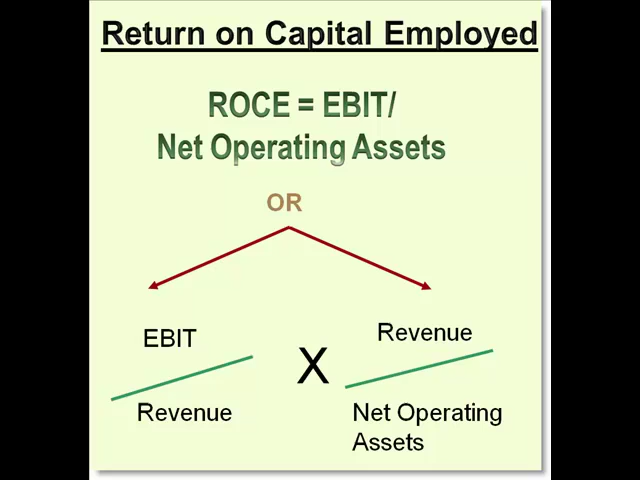 Return on Capital Employed
ROCE = EBIT/
Net Operating Assets
OR
EBIT
Revenue
X
Revenue
Net Operating
Assets